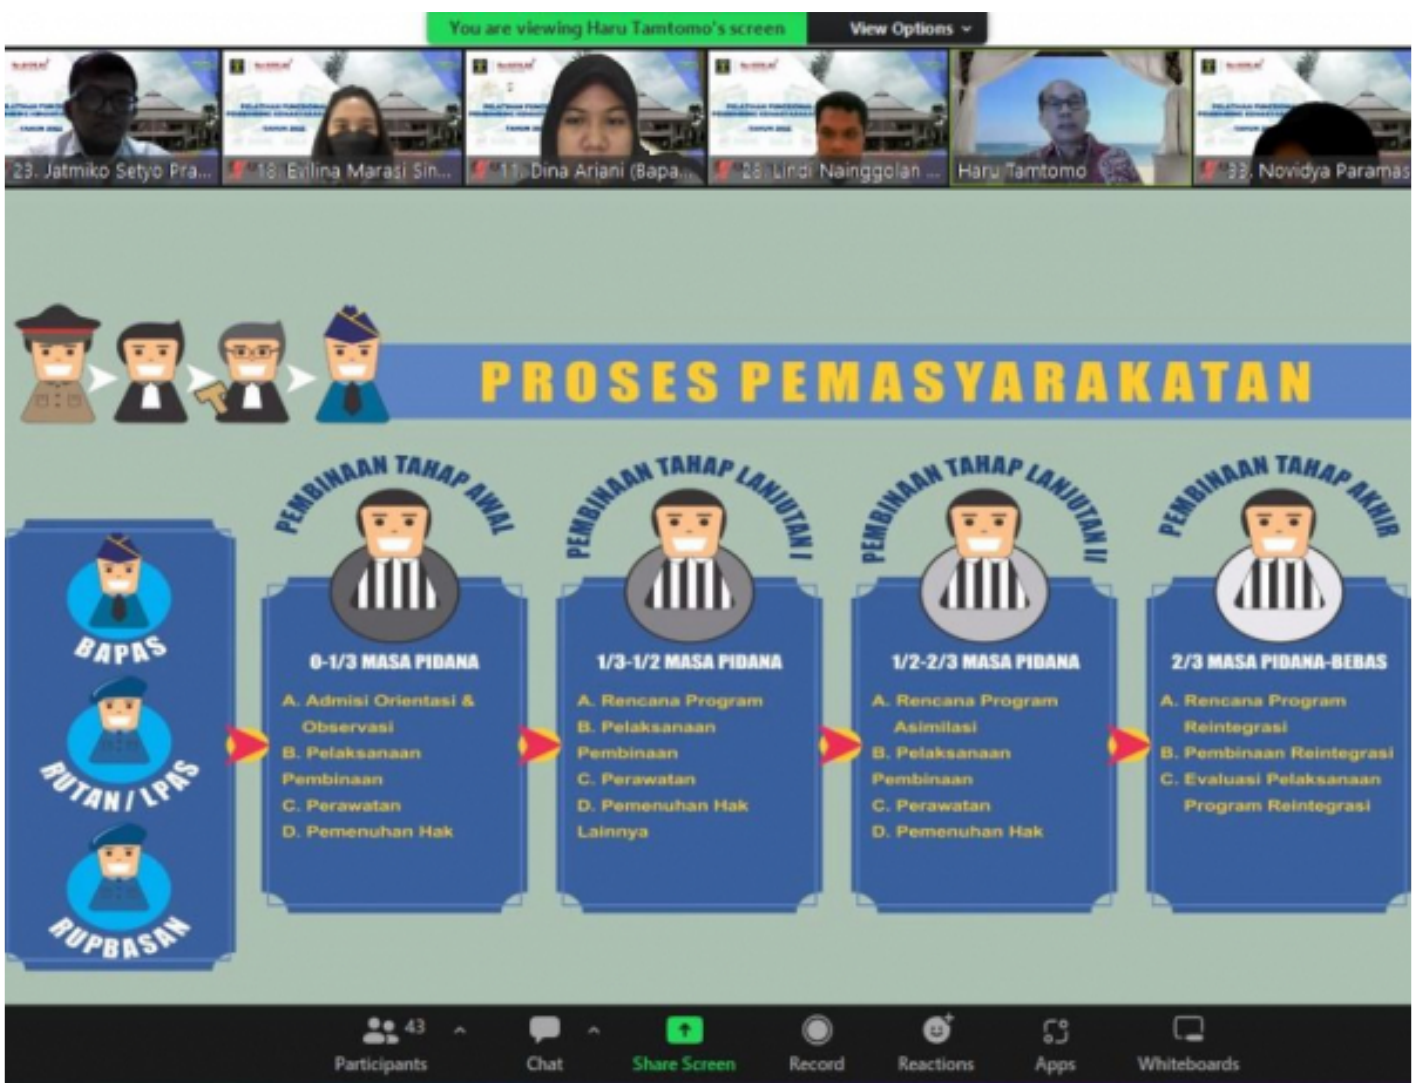 You are viewing Haru Tamtomo's screen
View Options
23. Jatmiko Setyo Pra...
18. Evilina Marasi Sin...
11. Dina Ariani (Bapa...
28. Lindi Nainggolan ...
Haru Tamtomo
33. Novidya Paramas
PROSES PEMASYARAKATAN
BAPAS
RUTAN / LPAS
RUPBASAN
PEMBINAAN TAHAP AWAL
0-1/3 MASA PIDANA
A. Admisi Orientasi &
Observasi
B. Pelaksanaan
Pembinaan
C. Perawatan
D. Pemenuhan Hak
PEMBINAAN TAHAP LANJUTAN I
1/3-1/2 MASA PIDANA
A. Rencana Program
B. Pelaksanaan
Pembinaan
C. Perawatan
D. Pemenuhan Hak
Lainnya
PEMBINAAN TAHAP LANJUTAN II
1/2-2/3 MASA PIDANA
A. Rencana Program
Asimilasi
B. Pelaksanaan
Pembinaan
C. Perawatan
D. Pemenuhan Hak
PEMBINAAN TAHAP AKHIR
2/3 MASA PIDANA-BEBAS
A. Rencana Program
Reintegrasi
B. Pembinaan Reintegrasi
C. Evaluasi Pelaksanaan
Program Reintegrasi
43
Participants
Chat
Share Screen
Record
Reactions
Apps
Whiteboards